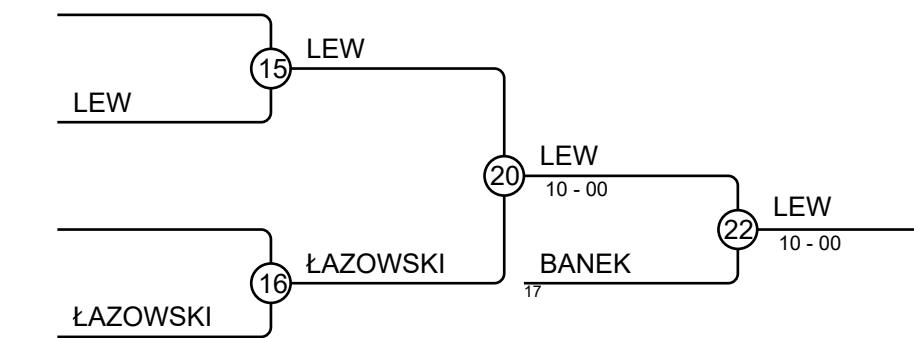 LEW
15
LEW
LEW
20
10 - 00
LEW
22
10 - 00
ŁAZOWSKI
BANEK
16
17
ŁAZOWSKI